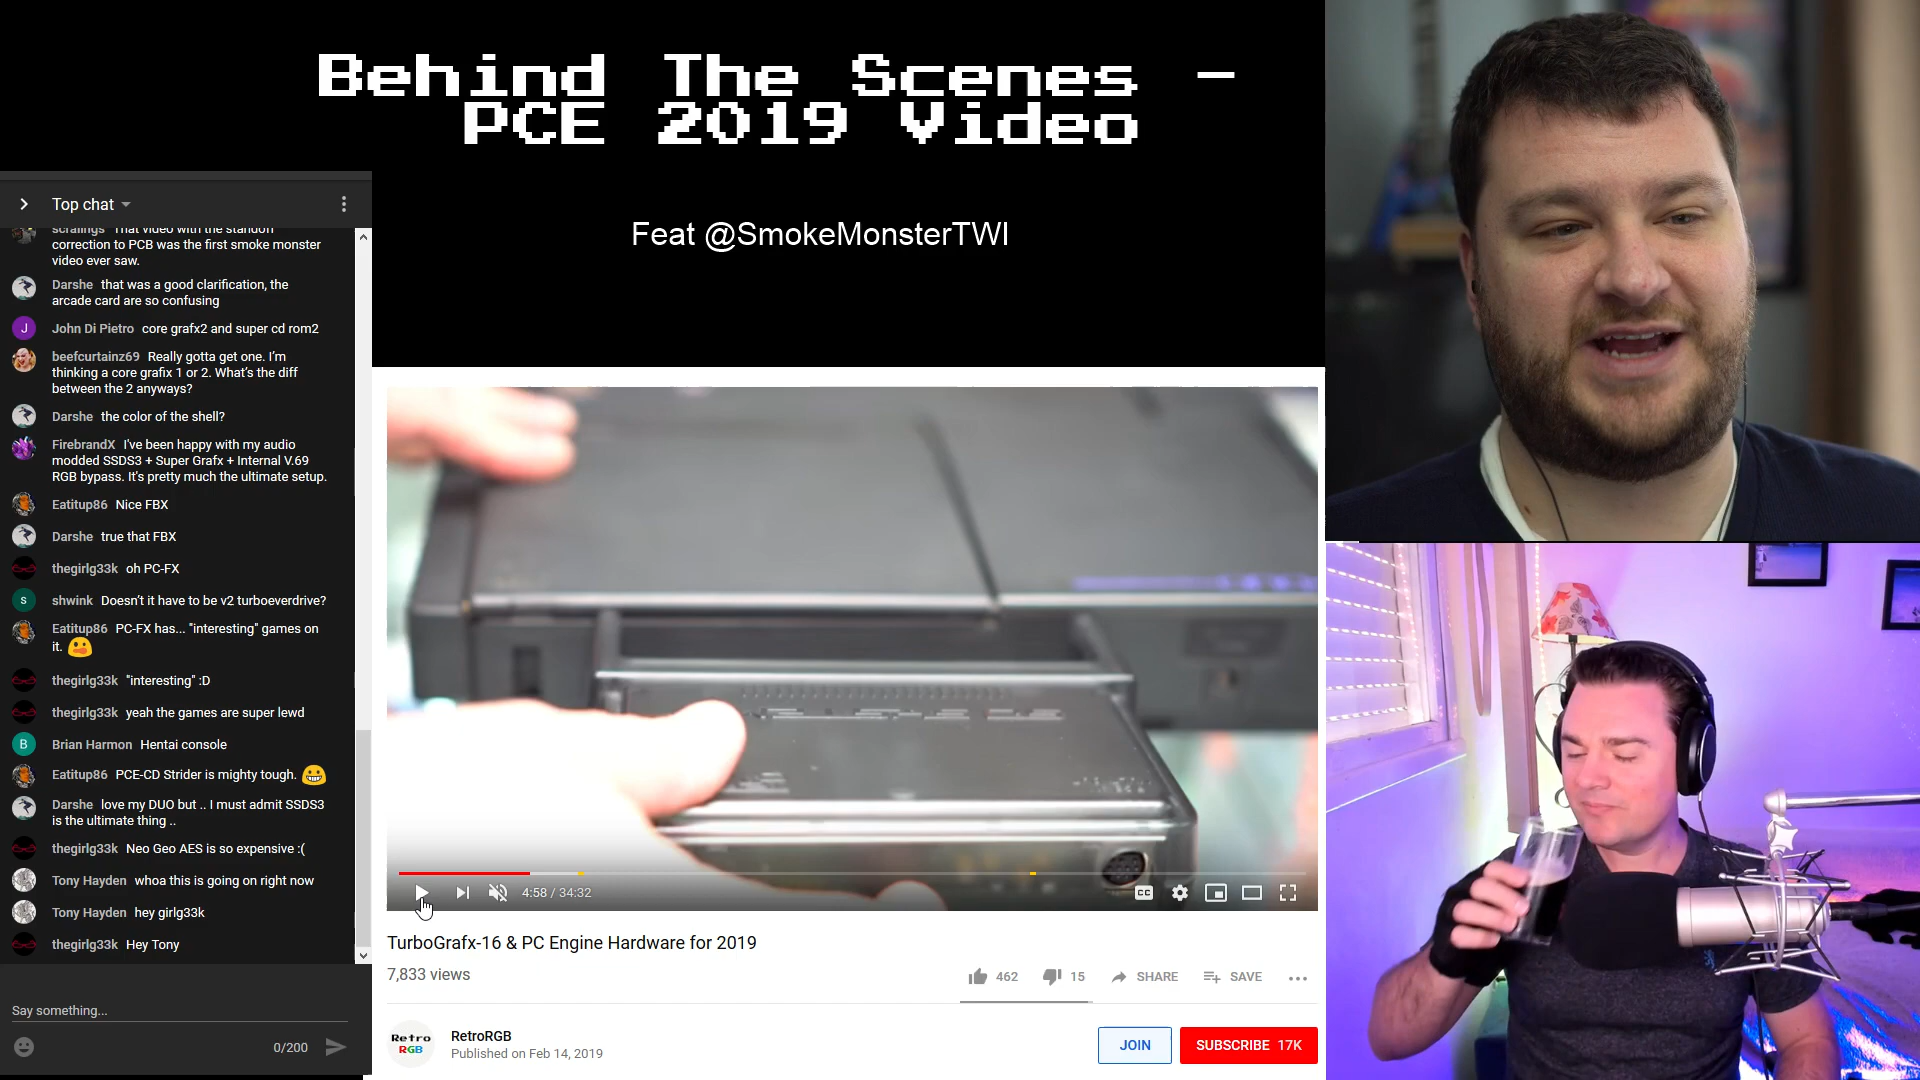 Behind The Scenes -
PCE 2019 Video
Feat @SmokeMonsterTWI
Top chat
scralings That video with the standoff
correction to PCB was the first smoke monster
video ever saw.
Darshe that was a good clarification, the
arcade card are so confusing
J John Di Pietro core grafx2 and super cd rom2
beefcurtainz69 Really gotta get one. I'm
thinking a core grafix 1 or 2. What's the diff
between the 2 anyways?
Darshe the color of the shell?
FirebrandX I've been happy with my audio
modded SSDS3 + Super Grafx + Internal V.69
RGB bypass. It's pretty much the ultimate setup.
Eatitup86 Nice FBX
Darshe true that FBX
thegirlg33k oh PC-FX
s shwink Doesn't it have to be v2 turboeverdrive?
Eatitup86 PC-FX has... "interesting" games on
it.
thegirlg33k "interesting" :D
thegirlg33k yeah the games are super lewd
B Brian Harmon Hentai console
Eatitup86 PCE-CD Strider is mighty tough.
Darshe love my DUO but .. I must admit SSDS3
is the ultimate thing ..
thegirlg33k Neo Geo AES is so expensive :(
Tony Hayden whoa this is going on right now
Tony Hayden hey girlg33k
thegirlg33k Hey Tony
Say something...
0/200
4:58 / 34:32
CC
TurboGrafx-16 & PC Engine Hardware for 2019
7,833 views
462
15
SHARE
SAVE
Retro
RGB
RetroRGB
Published on Feb 14, 2019
JOIN
SUBSCRIBE 17K